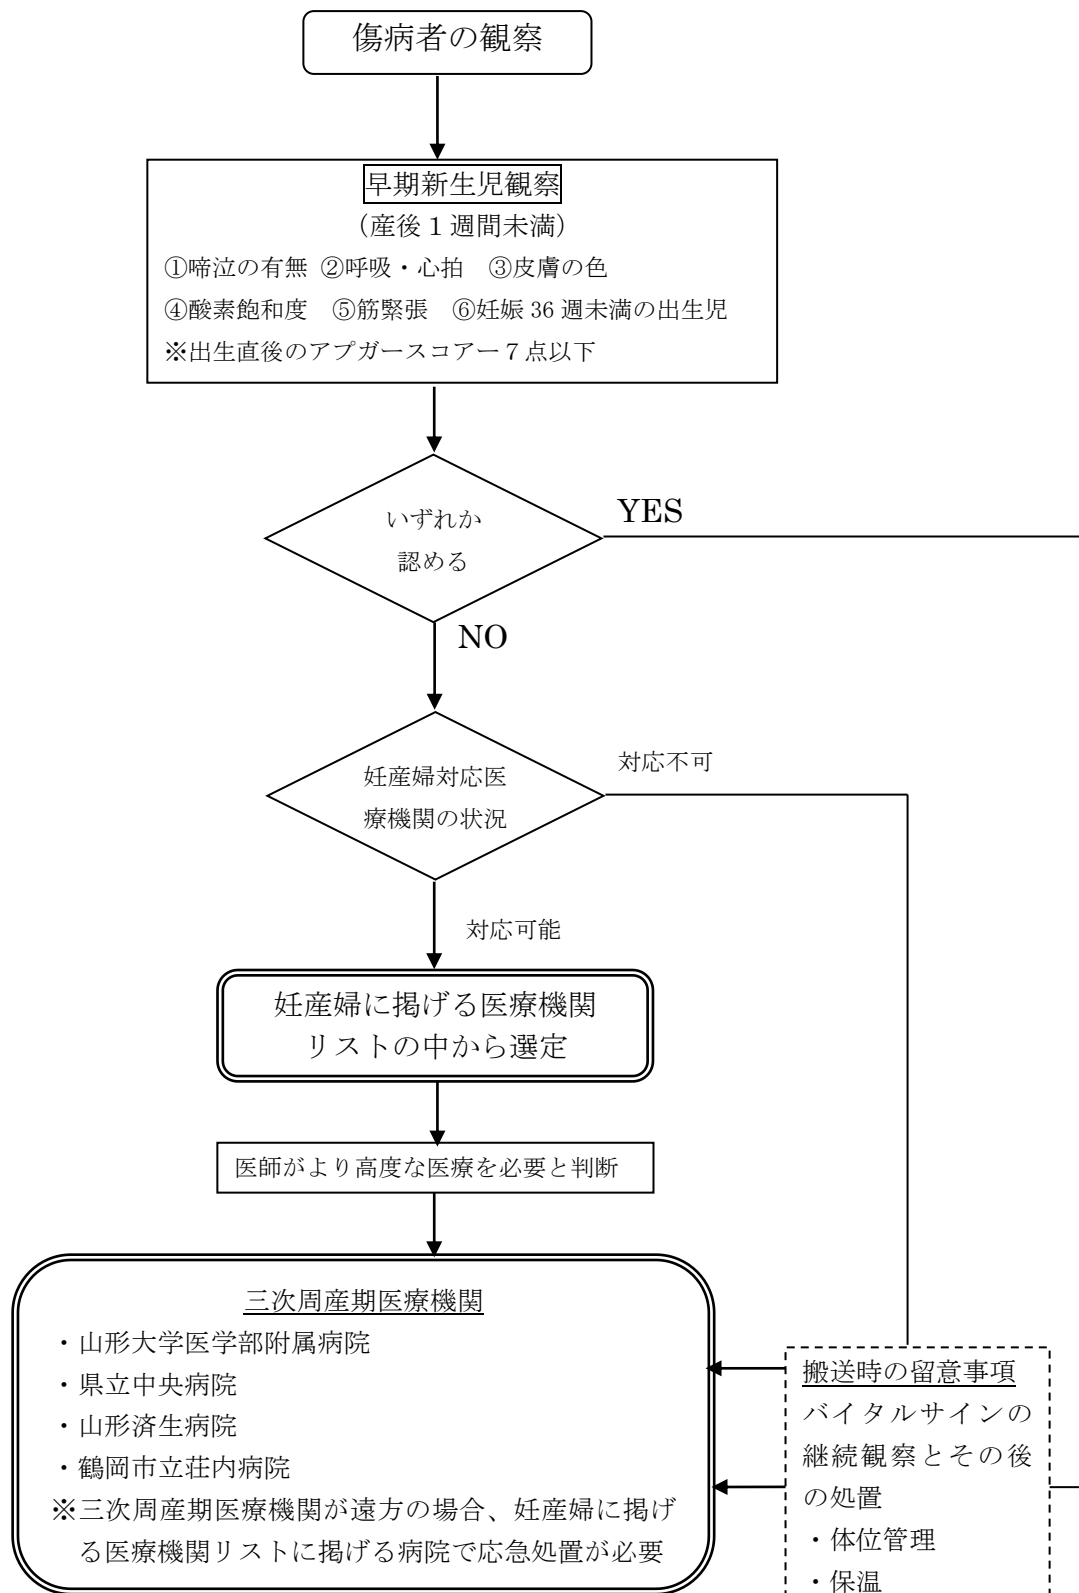 傷病者の観察
早期新生児観察
（産後１週間未満）
①啼泣の有無 ②呼吸・心拍　③皮膚の色
④酸素飽和度　⑤筋緊張　⑥妊娠 36 週未満の出生児
※出生直後のアプガースコアー７点以下
いずれか
認める
YES
NO
妊産婦対応医
療機関の状況
対応不可
対応可能
妊産婦に掲げる医療機関
リストの中から選定
医師がより高度な医療を必要と判断
三次周産期医療機関
・山形大学医学部附属病院
・県立中央病院
・山形済生病院
・鶴岡市立荘内病院
※三次周産期医療機関が遠方の場合、妊産婦に掲げ
る医療機関リストに掲げる病院で応急処置が必要
搬送時の留意事項
バイタルサインの
継続観察とその後
の処置
・体位管理
・保温